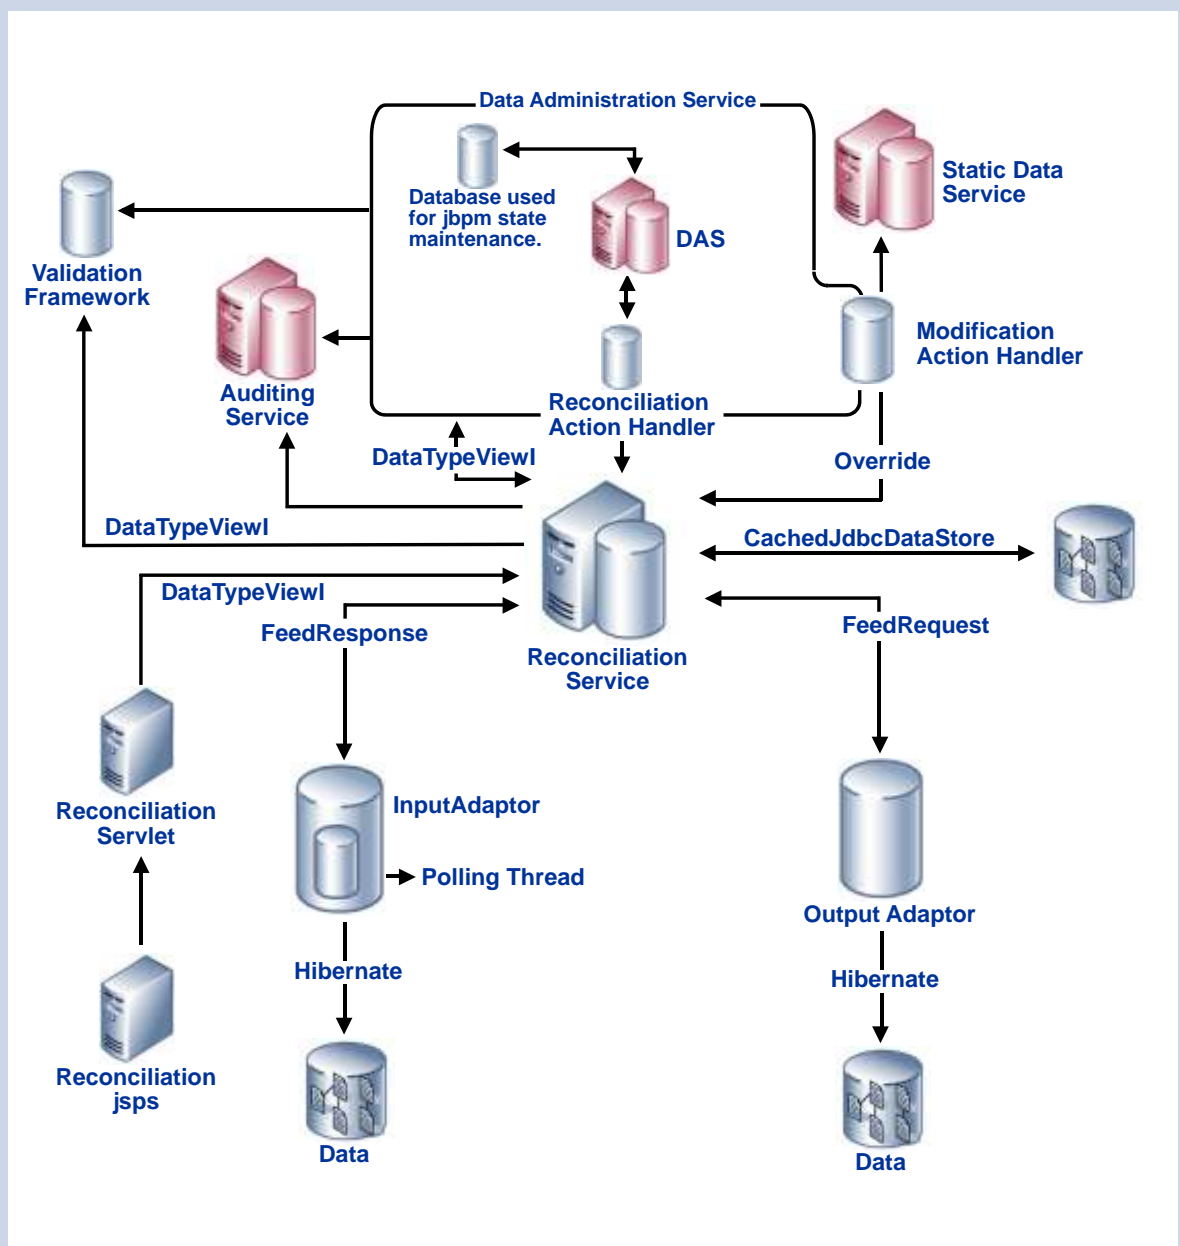 Data Administration Service
Static Data
Service
Database used
for jbpm state
maintenance.
DAS
Validation
Framework
Modification
Action Handler
Auditing
Service
Reconciliation
Action Handler
DataTypeViewI
Override
DataTypeViewI
CachedJdbcDataStore
DataTypeViewI
FeedResponse
FeedRequest
Reconciliation
Service
Reconciliation
Servlet
InputAdaptor
Polling Thread
Output Adaptor
Hibernate
Hibernate
Reconciliation
jsps
Data
Data